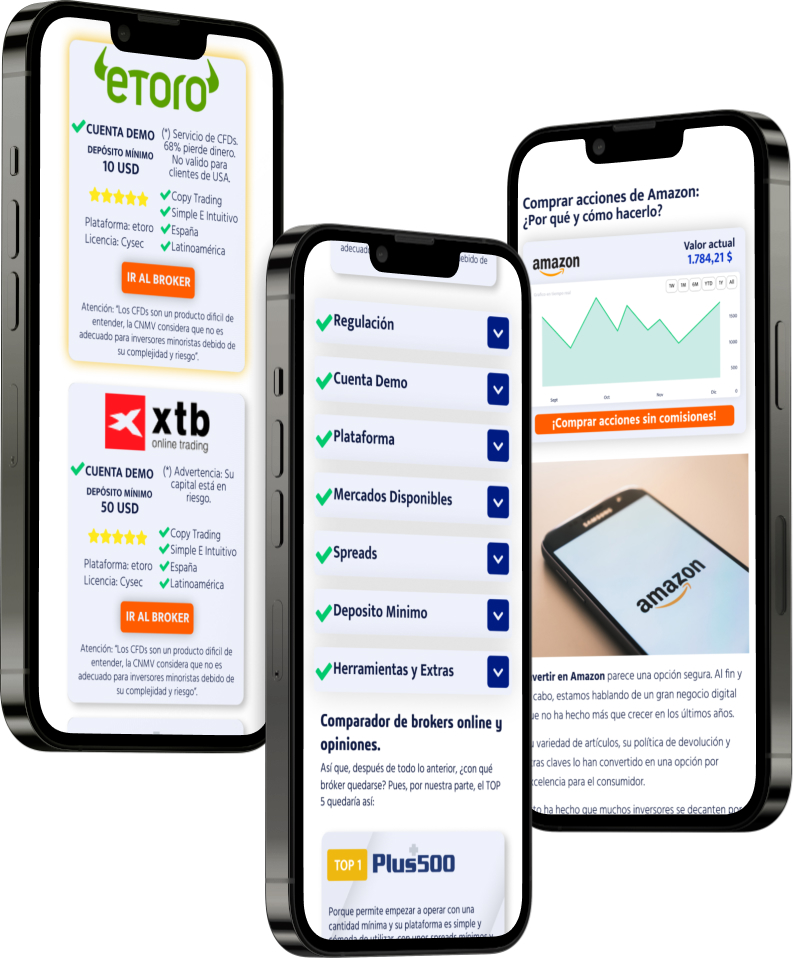 etoro
CUENTA DEMO
DEPÓSITO MÍNIMO
10 USD
(*) Servicio de CFDs.
68% pierde dinero.
No valido para
clientes de USA.
Plataforma: etoro
Licencia: Cysec
Copy Trading
Simple E Intuitivo
España
Latinoamérica
IR AL BROKER
Atención: “Los CFDs son un producto dificil de
entender, la CNMV considera que no es
adecuado para inversores minoristas debido de
su complejidad y riesgo”.
xtb
online trading
CUENTA DEMO
DEPÓSITO MÍNIMO
50 USD
(*) Advertencia: Su
capital está en
riesgo.
Plataforma: etoro
Licencia: Cysec
Copy Trading
Simple E Intuitivo
España
Latinoamérica
IR AL BROKER
Atención: “Los CFDs son un producto dificil de
entender, la CNMV considera que no es
adecuado para inversores minoristas debido de
su complejidad y riesgo”.
adecuad ebido de
Regulación
Cuenta Demo
Plataforma
Mercados Disponibles
Spreads
Deposito Minimo
Herramientas y Extras
Comparador de brokers online y
opiniones.
Así que, después de todo lo anterior, ¿con qué
bróker quedarse? Pues, por nuestra parte, el TOP
5 quedaría así:
TOP 1
Plus500
Porque permite empezar a operar con una
cantidad mínima y su plataforma es simple y
cómoda de utilizar, con unos spreads mínimos y
Comprar acciones de Amazon:
¿Por qué y cómo hacerlo?
amazon
Valor actual
1.784,21 $
1W 1M 6M YTD 1Y All
1500
1000
500
0
Sept Oct Nov Dic
¡Comprar acciones sin comisiones!
SAMSUNG
amazon
vertir en Amazon parece una opción segura. Al fin y
cabo, estamos hablando de un gran negocio digital
ue no ha hecho más que crecer en los últimos años.
u variedad de artículos, su política de devolución y
ras claves lo han convertido en una opción por
xcelencia para el consumidor.
to ha hecho que muchos inversores se decanten por